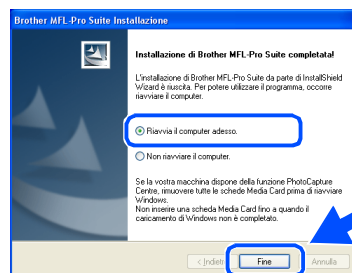 Brother MFL-Pro Suite Installazione
Installazione di Brother MFL-Pro Suite completata!
L'installazione di Brother MFL-Pro Suite da parte di InstallShield
Wizard è riuscita. Per potere utilizzare il programma, occorre
riavviare il computer.
Riavvia il computer adesso.
Non riavviare il computer.
Se la vostra macchina dispone della funzione PhotoCapture
Centre, rimuovere tutte le schede Media Card prima di riavviare
Windows.
Non inserire una scheda Media Card fino a quando il
caricamento di Windows non è completato.
< Indietr
Fine
Annulla